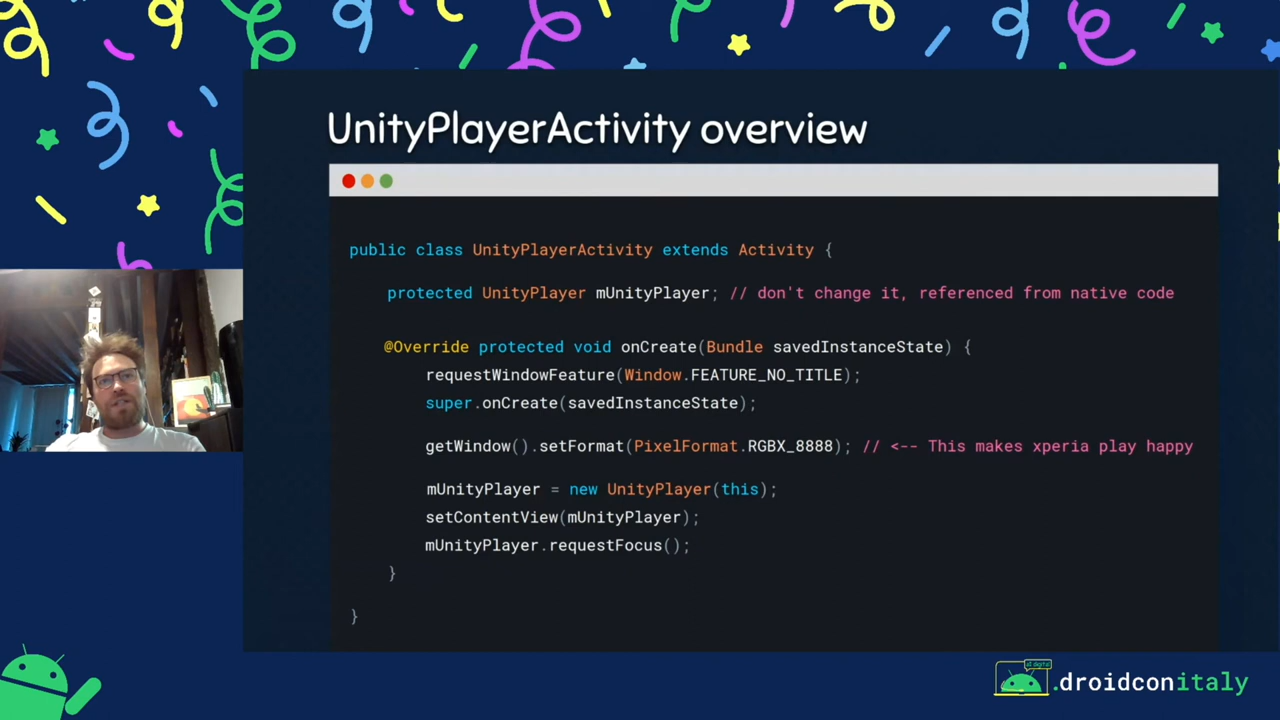 UnityPlayerActivity overview
public class UnityPlayerActivity extends Activity {
protected UnityPlayer mUnityPlayer; // don't change it, referenced from native code
@Override protected void onCreate(Bundle savedInstanceState) {
requestWindowFeature(Window.FEATURE_NO_TITLE);
super.onCreate(savedInstanceState);
getWindow().setFormat(PixelFormat.RGBX_8888); // <-- This makes xperia play happy
mUnityPlayer = new UnityPlayer(this);
setContentView(mUnityPlayer);
mUnityPlayer.requestFocus();
}
}
.droidconitaly